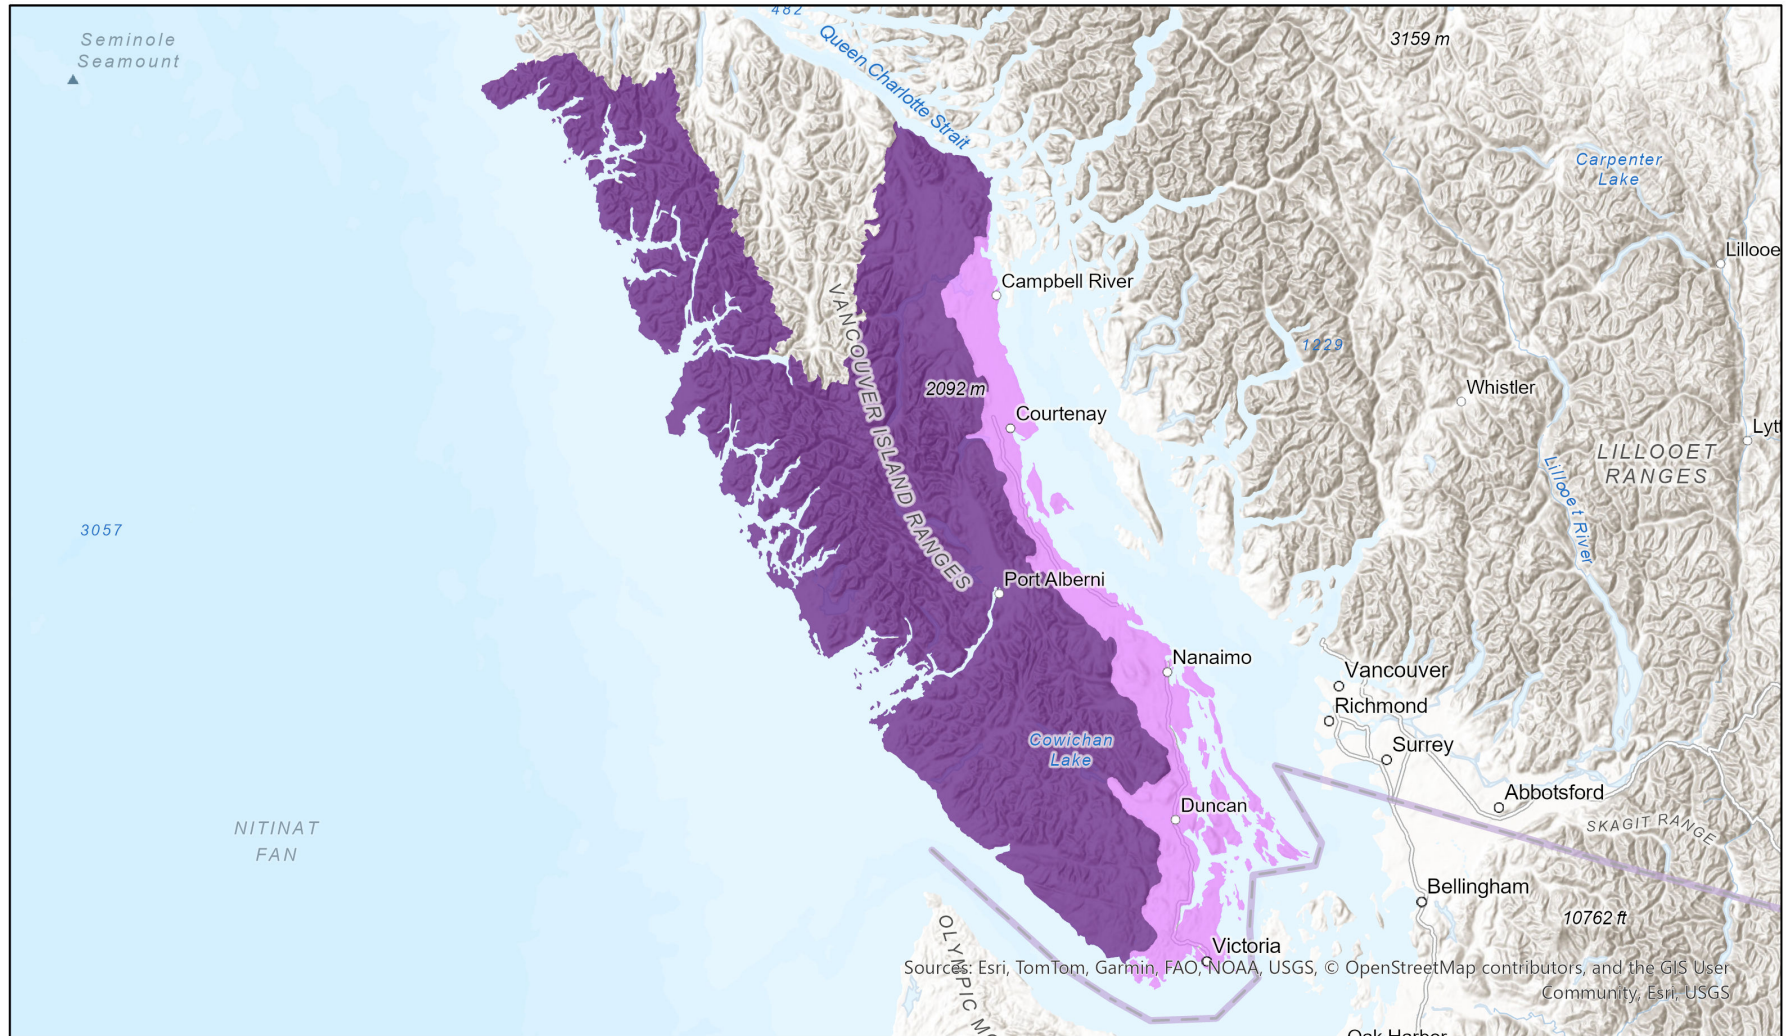 482
Seminole
Seamount
Queen Charlotte Strait
3159 m
Carpenter
Lake
Lillooe
Campbell River
VANCOUVER ISLAND RANGES
1229
2092 m
Whistler
Courtenay
Lytt
LILLOOET
RANGES
Lillooet River
3057
Port Alberni
Nanaimo
Vancouver
Richmond
Cowichan
Lake
Surrey
Abbotsford
Duncan
SKAGIT RANGE
NITINAT
FAN
Bellingham
10762 ft
OLYMPIC MO
Victoria
Sources: Esri, TomTom, Garmin, FAO, NOAA, USGS, © OpenStreetMap contributors, and the GIS User
Community, Esri, USGS
Oak Harbor